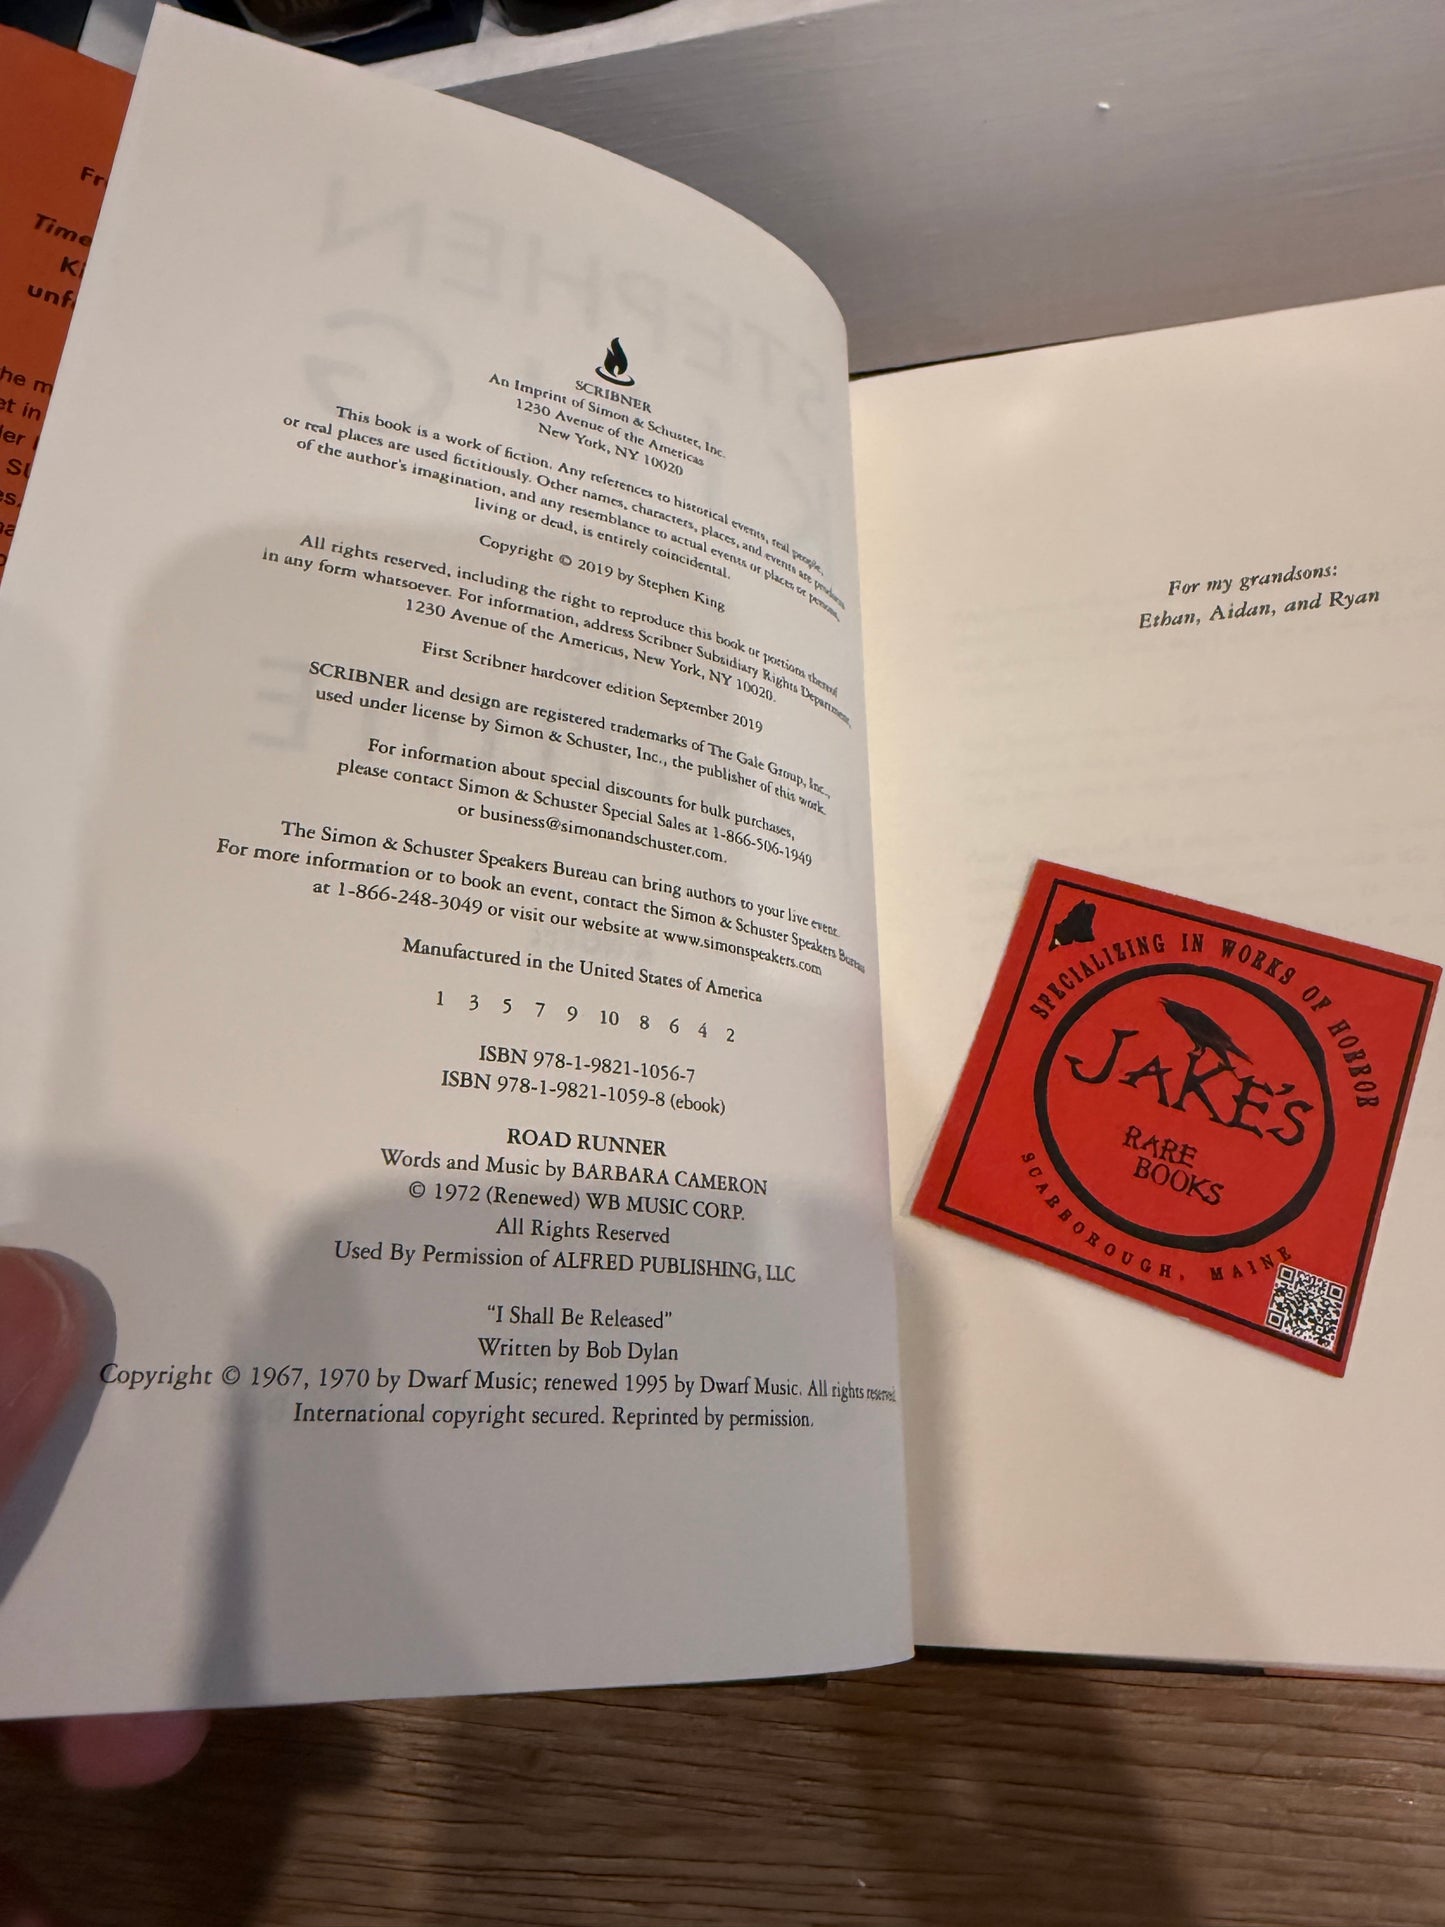 Time
unf
SCRIBNER
An Imprint of Simon & Schuster, Inc.
1230 Avenue of the Americas
New York, NY 10020
This book is a work of fiction. Any references to historical events, real people,
or real places are used fictitiously. Other names, characters, places, and events are products
of the author's imagination, and any resemblance to actual events or places or persons,
living or dead, is entirely coincidental.
Copyright © 2019 by Stephen King
All rights reserved, including the right to reproduce this book or portions thereof
in any form whatsoever. For information, address Scribner Subsidiary Rights Department,
1230 Avenue of the Americas, New York, NY 10020.
First Scribner hardcover edition September 2019
SCRIBNER and design are registered trademarks of The Gale Group, Inc.,
used under license by Simon & Schuster, Inc., the publisher of this work.
For information about special discounts for bulk purchases,
please contact Simon & Schuster Special Sales at 1-866-506-1949
or business@simonandschuster.com.
The Simon & Schuster Speakers Bureau can bring authors to your live event.
For more information or to book an event, contact the Simon & Schuster Speakers Bureau
at 1-866-248-3049 or visit our website at www.simonspeakers.com
Manufactured in the United States of America
1 3 5 7 9 10 8 6 4 2
ISBN 978-1-9821-1056-7
ISBN 978-1-9821-1059-8 (ebook)
ROAD RUNNER
Words and Music by BARBARA CAMERON
© 1972 (Renewed) WB MUSIC CORP.
All Rights Reserved
Used By Permission of ALFRED PUBLISHING, LLC
“I Shall Be Released”
Written by Bob Dylan
Copyright © 1967, 1970 by Dwarf Music; renewed 1995 by Dwarf Music. All rights reserved.
International copyright secured. Reprinted by permission.
For my grandsons:
Ethan, Aidan, and Ryan
SPECIALIZING IN WORKS OF HORROR
JAKE'S
RARE
BOOKS
SCARBOROUGH, MAINE